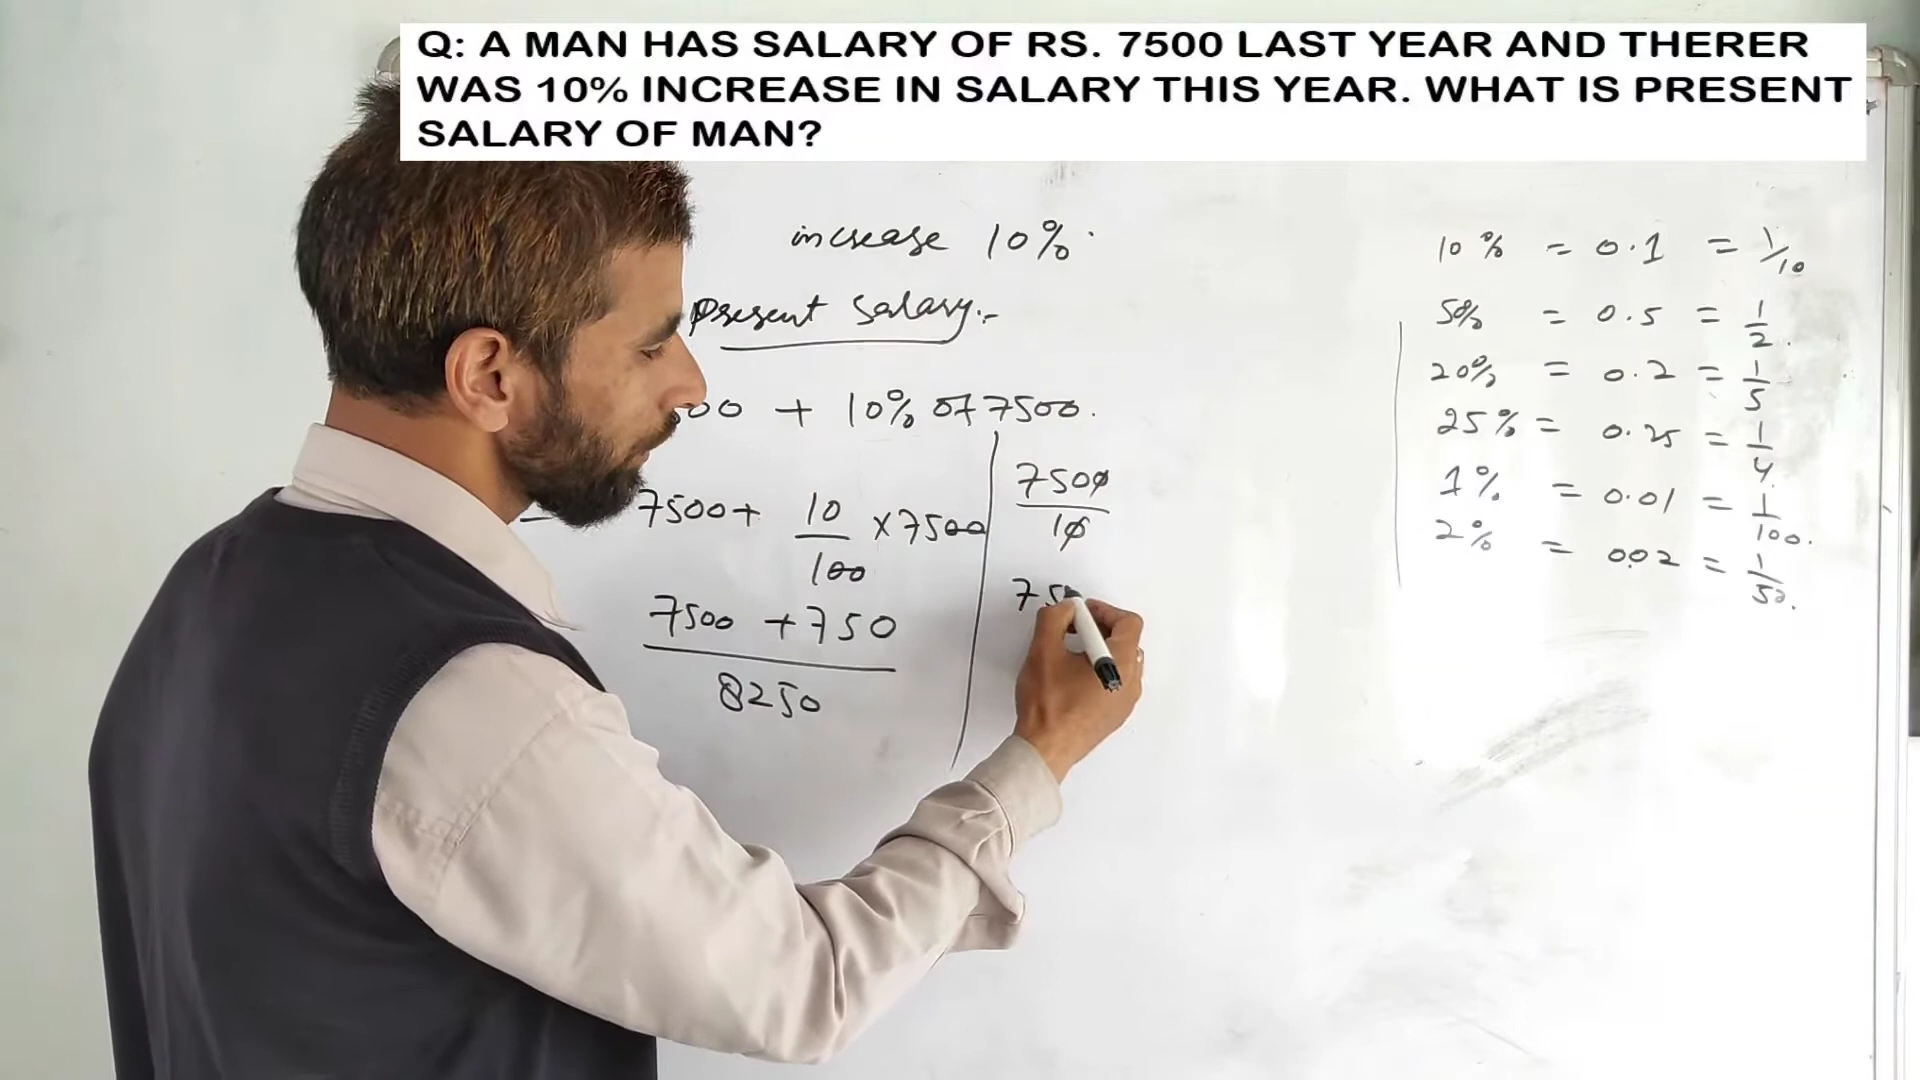 Q: A MAN HAS SALARY OF RS. 7500 LAST YEAR AND THERER
WAS 10% INCREASE IN SALARY THIS YEAR. WHAT IS PRESENT
SALARY OF MAN?
increase 10%.
Present Salary:-
00 + 10% of 7500.
= 7500 + 10/100 × 7500
7500 + 750
8250
7500/10
75
10% = 0.1 = 1/10
50% = 0.5 = 1/2.
20% = 0.2 = 1/5
25% = 0.25 = 1/4
1% = 0.01 = 1/100.
2% = 0.02 = 1/50.